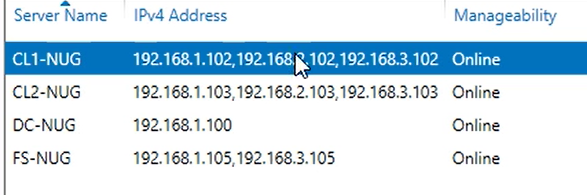 Server Name IPv4 Address Manageability
CL1-NUG 192.168.1.102,192.168.2.102,192.168.3.102 Online
CL2-NUG 192.168.1.103,192.168.2.103,192.168.3.103 Online
DC-NUG 192.168.1.100 Online
FS-NUG 192.168.1.105,192.168.3.105 Online